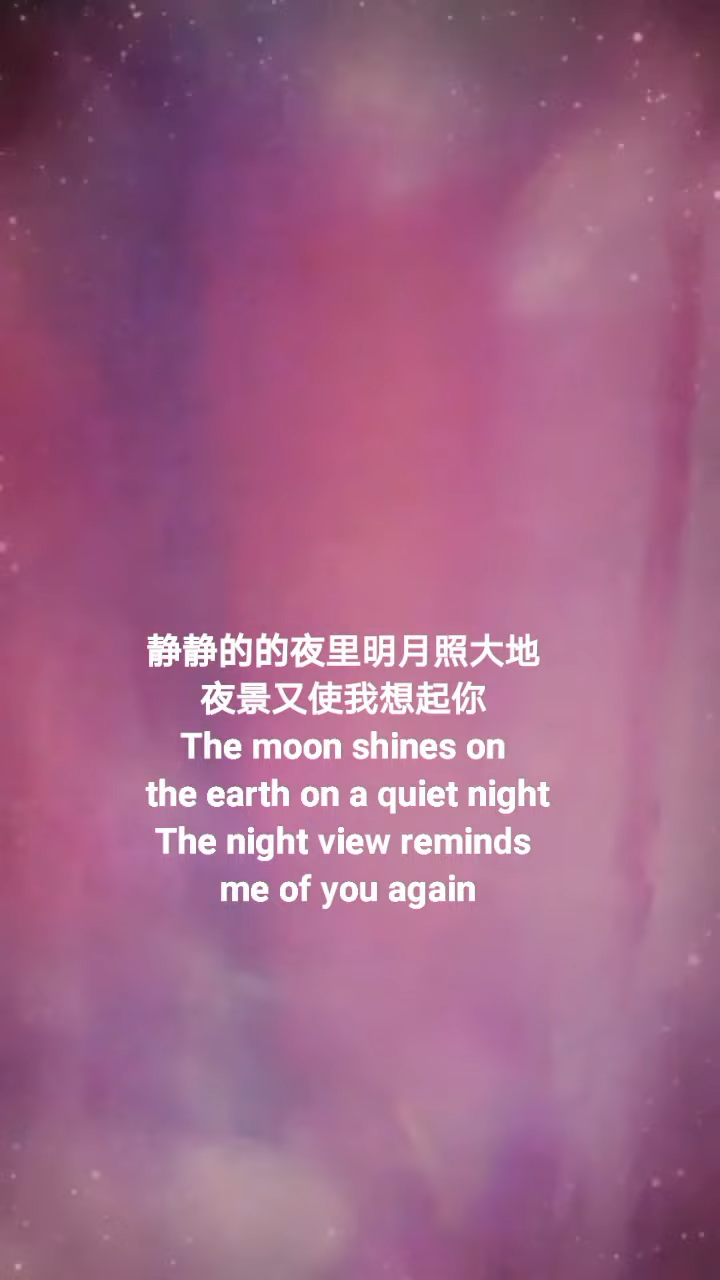 静静的的夜里明月照大地
夜景又使我想起你
The moon shines on
the earth on a quiet night
The night view reminds
me of you again